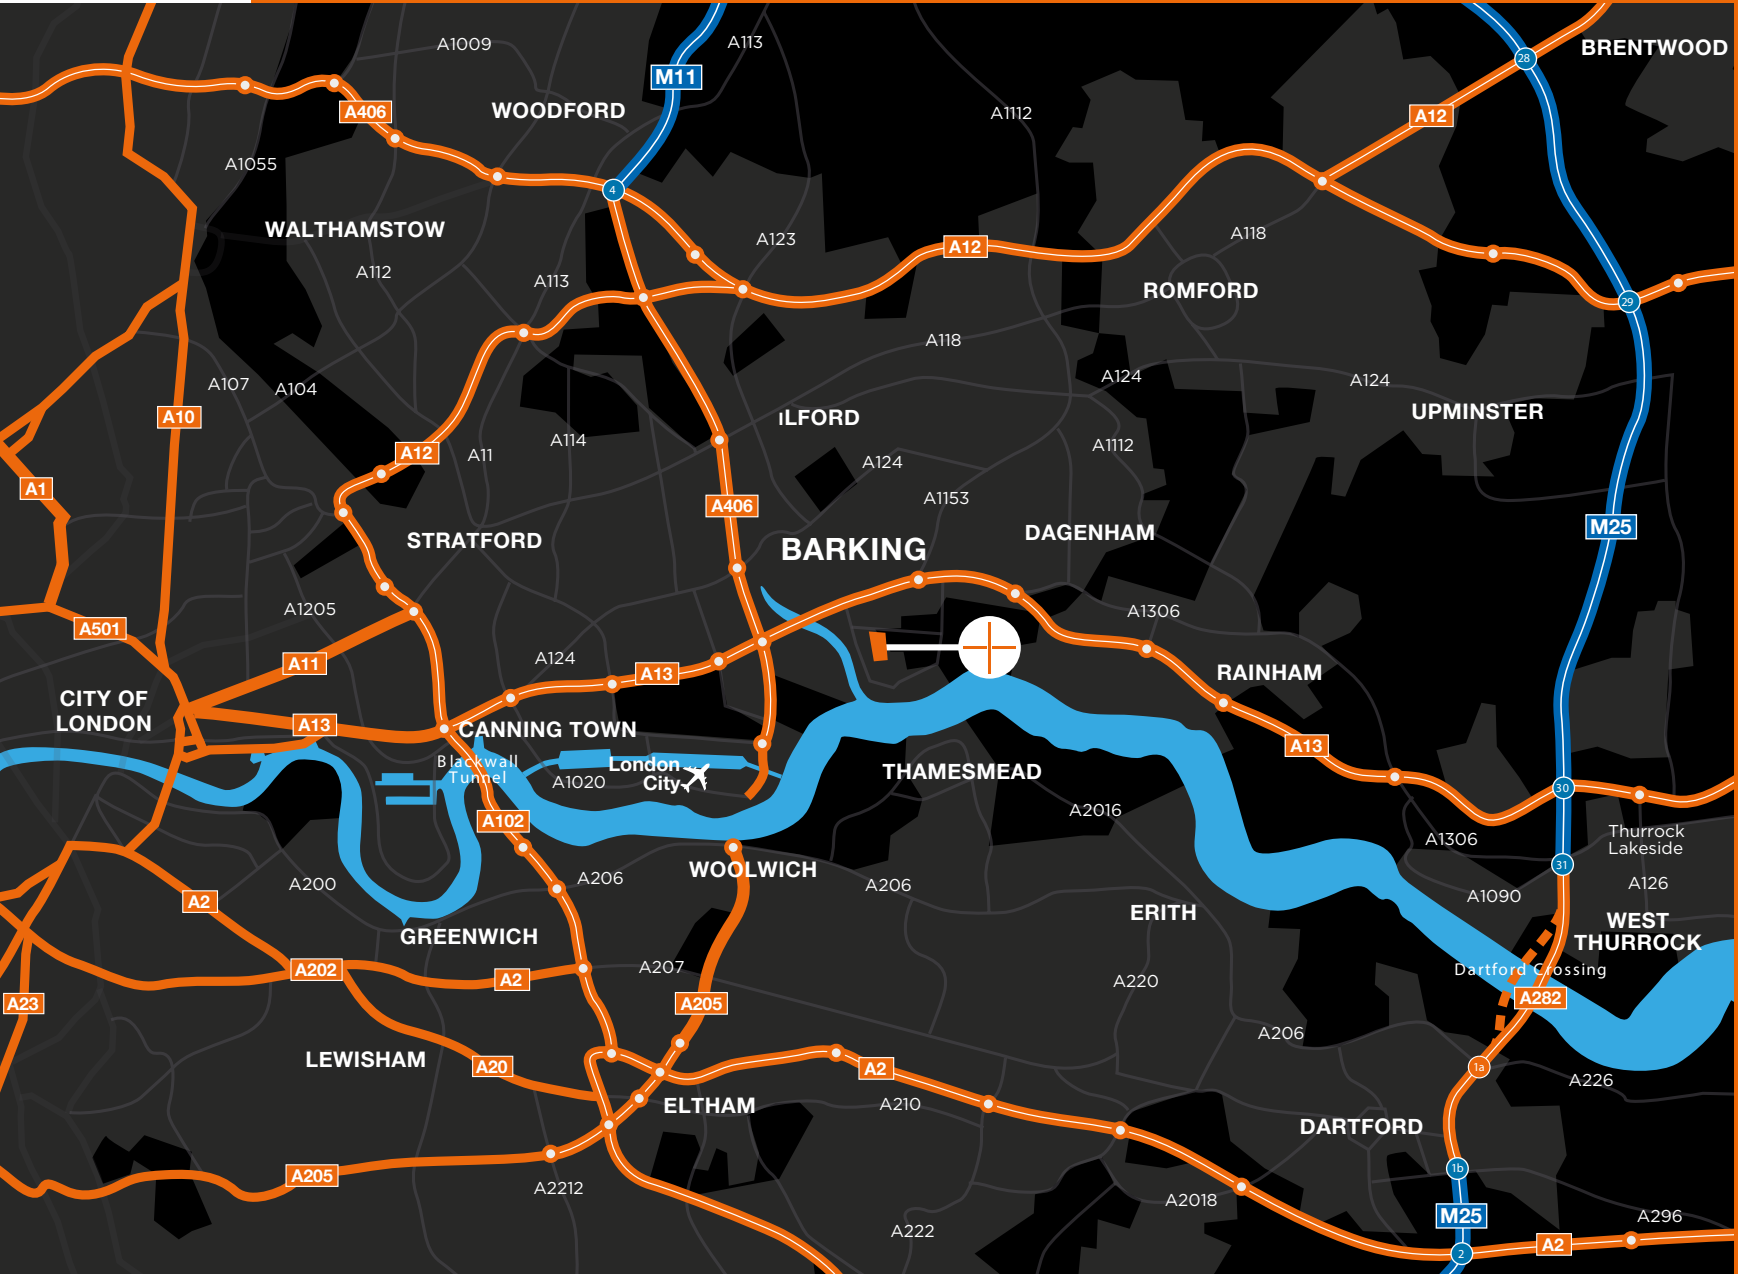 A1009
A113
BRENTWOOD
28
M11
A406
WOODFORD
A1112
A12
A1055
4
WALTHAMSTOW
A123
A12
A118
A112
A113
ROMFORD
29
A118
A107
A104
A124
A124
A10
ILFORD
UPMINSTER
A114
A12
A11
A1112
A124
A1
A1153
A406
M25
STRATFORD
BARKING
DAGENHAM
A1205
A1306
A501
A11
A124
A13
RAINHAM
CITY OF
LONDON
A13
CANNING TOWN
A13
Blackwall
Tunnel
London
City
A1020
THAMESMEAD
30
A2016
A102
A1306
Thurrock
Lakeside
31
WOOLWICH
A200
A206
A206
A126
A1090
A2
ERITH
WEST
THURROCK
GREENWICH
A202
A2
A207
Dartford Crossing
A220
A282
A23
A205
A206
LEWISHAM
A20
A2
1a
A226
ELTHAM
A210
DARTFORD
A205
1b
A2212
A2018
M25
A296
A222
A2
2